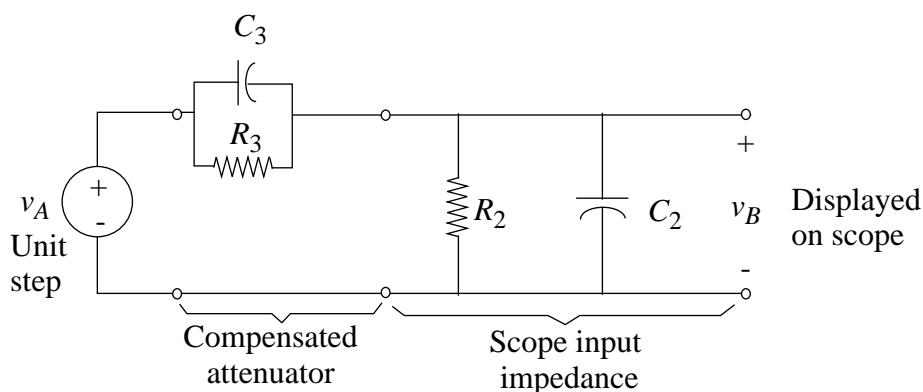 C3
R3
+
-
vA
Unit
step
R2
C2
+
vB
-
Displayed
on scope
Compensated
attenuator
Scope input
impedance